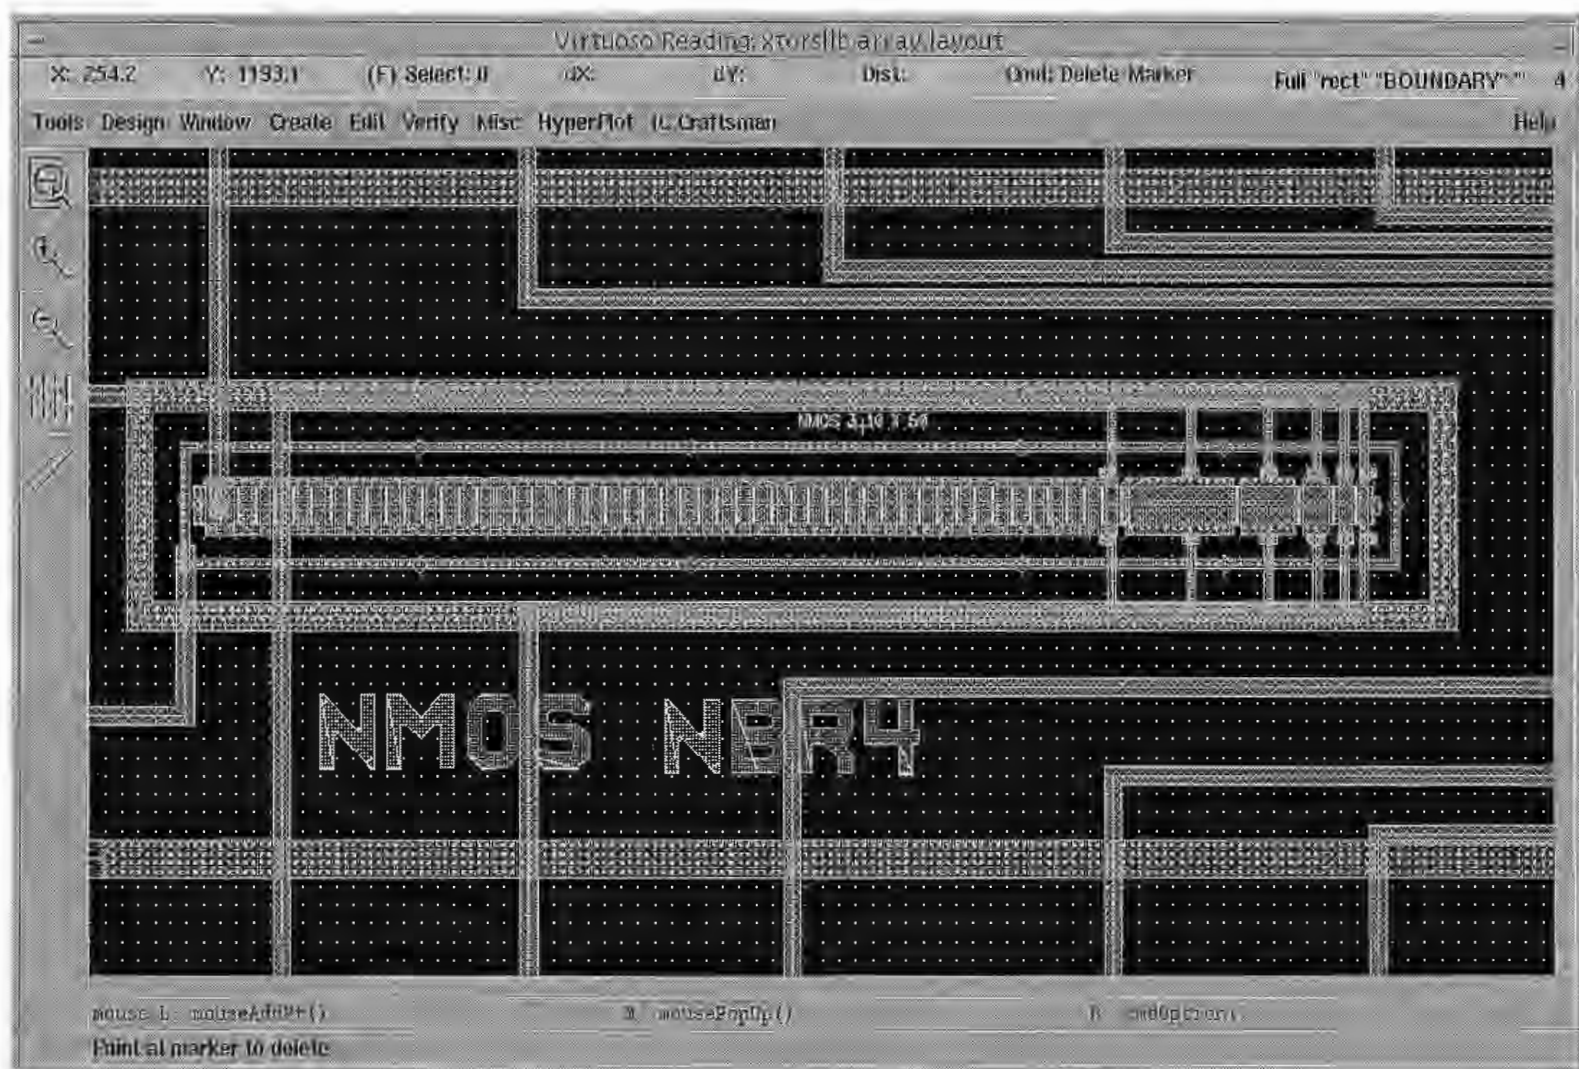 Virtuoso Reading: xtorslib array layout
X: 254.2 Y: 1193.1 (F) Select: 0 dX: dY: Dist: Cmd: Delete Marker Full "rect" "BOUNDARY" "" 4
Tools Design Window Create Edit Verify Misc HyperPlot IC Craftsman Help
NMOS X 50
NMOS NBR4
mouse L: mouseAddPt() M: mousePopUp() R:
Point at marker to delete